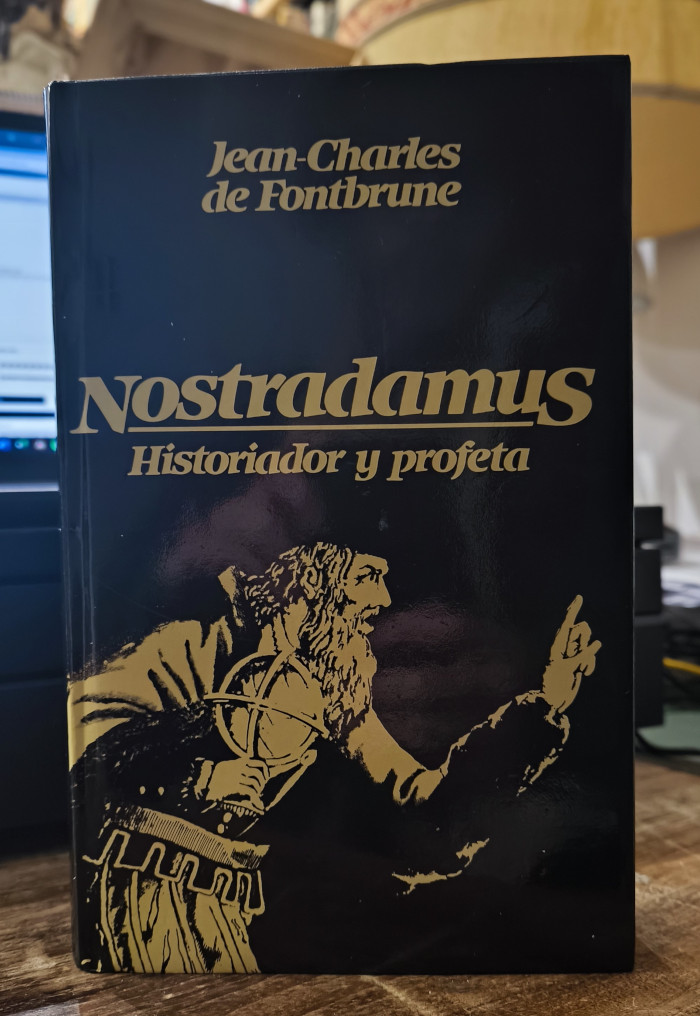 Jean-Charles
de Fontbrune
Nostradamus
Historiador y profeta